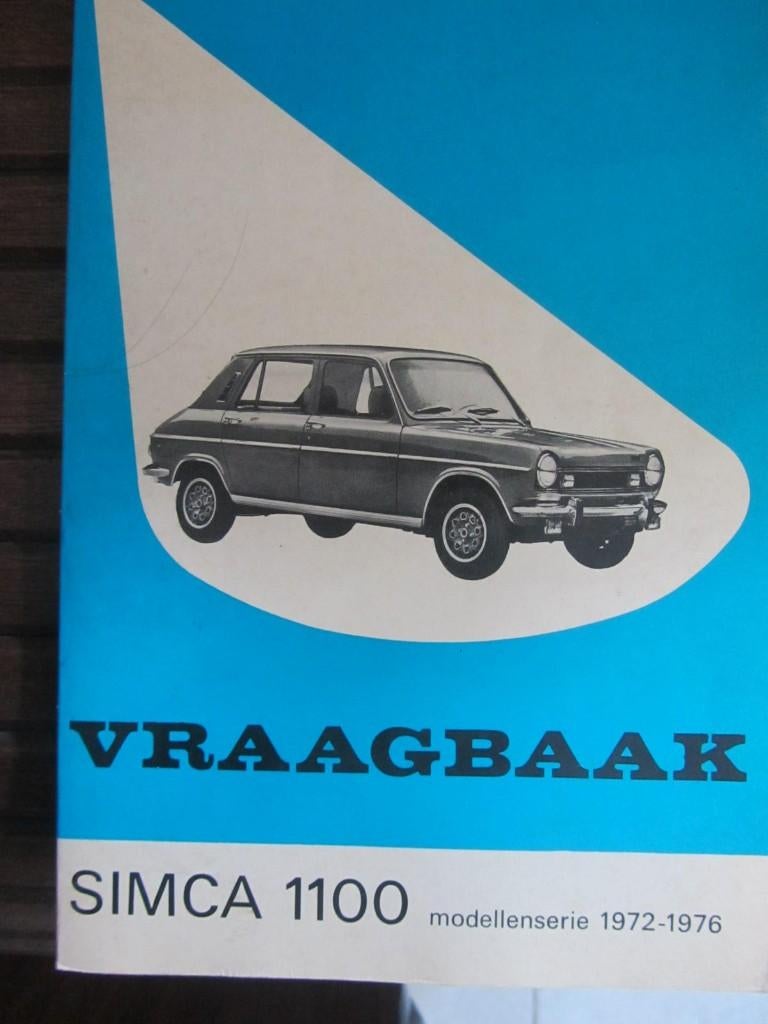 VRAAGBAAK
SIMCA 1100 modellenserie 1972-1976